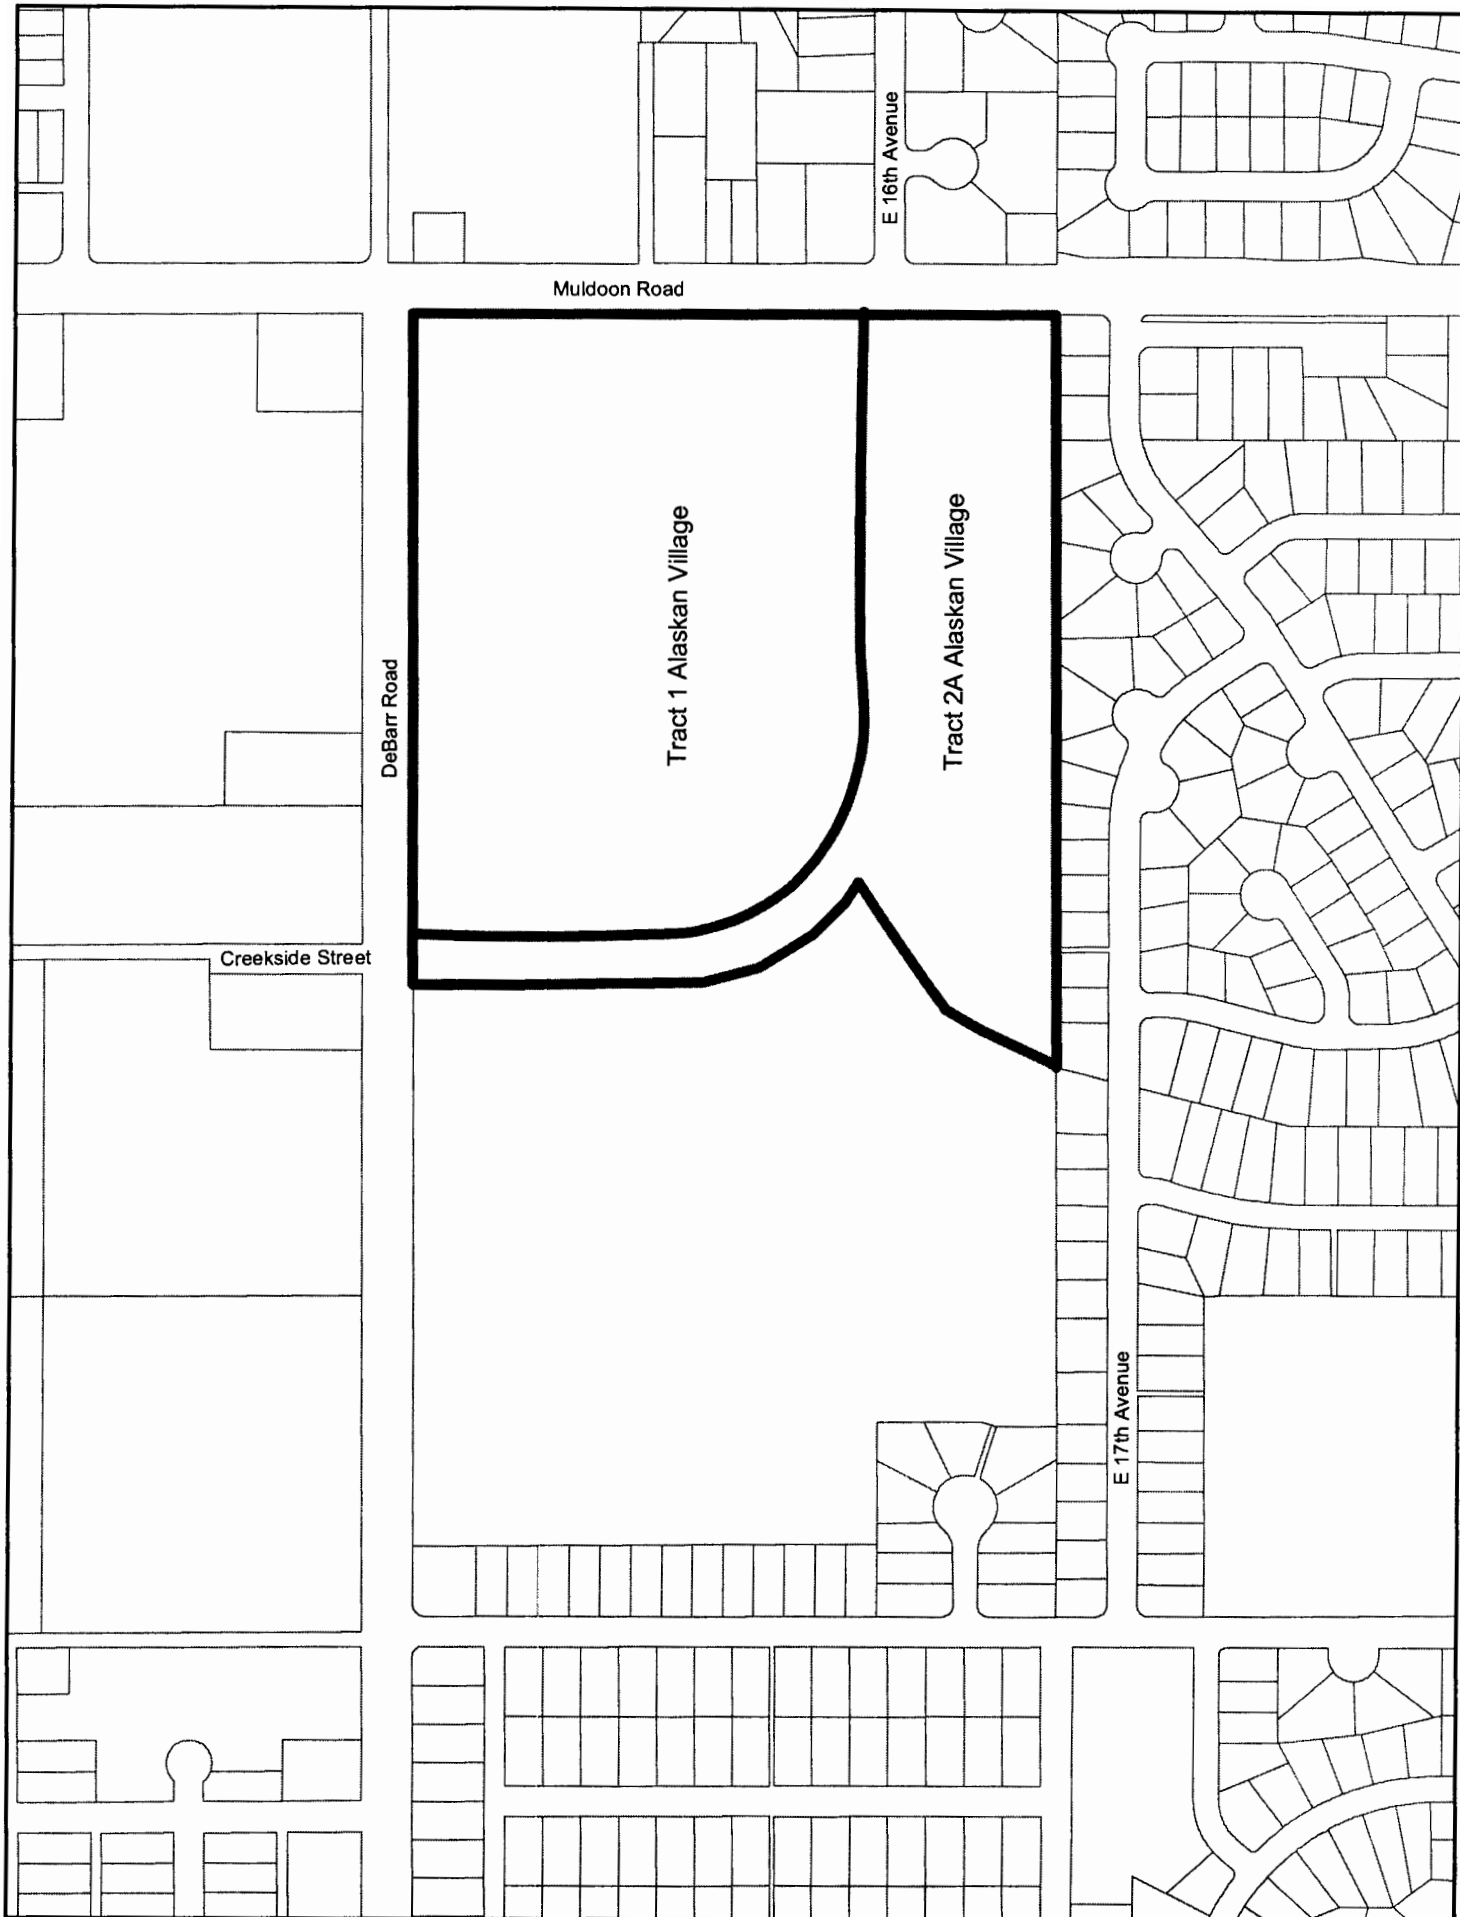 E 16th Avenue
Muldoon Road
Tract 1 Alaskan Village
Tract 2A Alaskan Village
DeBarr Road
Creekside Street
E 17th Avenue